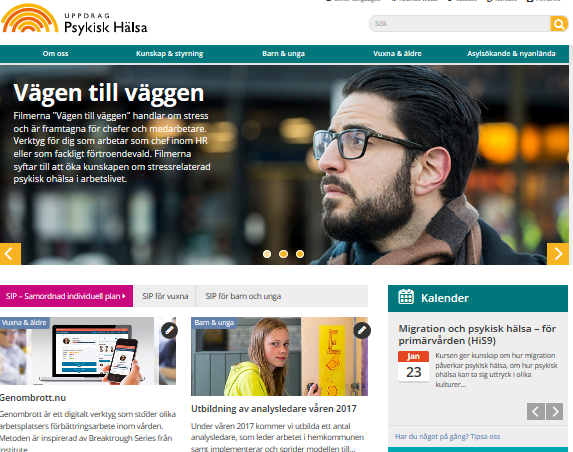 UPPDRAG
Psykisk Hälsa
Sök
Om oss
Kunskap & styrning
Barn & unga
Vuxna & äldre
Asylsökande & nyanlända
Vägen till väggen
Filmerna "Vägen till väggen" handlar om stress
och är framtagna för chefer och medarbetare.
Verktyg för dig som arbetar som chef inom HR
eller som fackligt förtroendevald. Filmerna
syftar till att öka kunskapen om stressrelaterad
psykisk ohälsa i arbetslivet.
SIP – Samordnad individuell plan
SIP för vuxna
SIP för barn och unga
Vuxna & äldre
Genombrott.nu
Genombrott är ett digitalt verktyg som stöder olika
arbetsplatsers förbättringsarbete inom vården.
Metoden är inspirerad av Breaktrough Series från
Institute
Barn & unga
Utbildning av analysledare våren 2017
Under våren 2017 kommer vi utbilda ett antal
analysledare, som leder arbetet i hemkommunen
samt implementerar och sprider modellen till...
Kalender
Migration och psykisk hälsa – för
primärvården (HiS9)
Jan
23
Kursen ger kunskap om hur migration
påverkar psykisk hälsa, om hur psykisk
ohälsa kan ta sig uttryck i olika
kulturer...
Har du något på gång? Tipsa oss